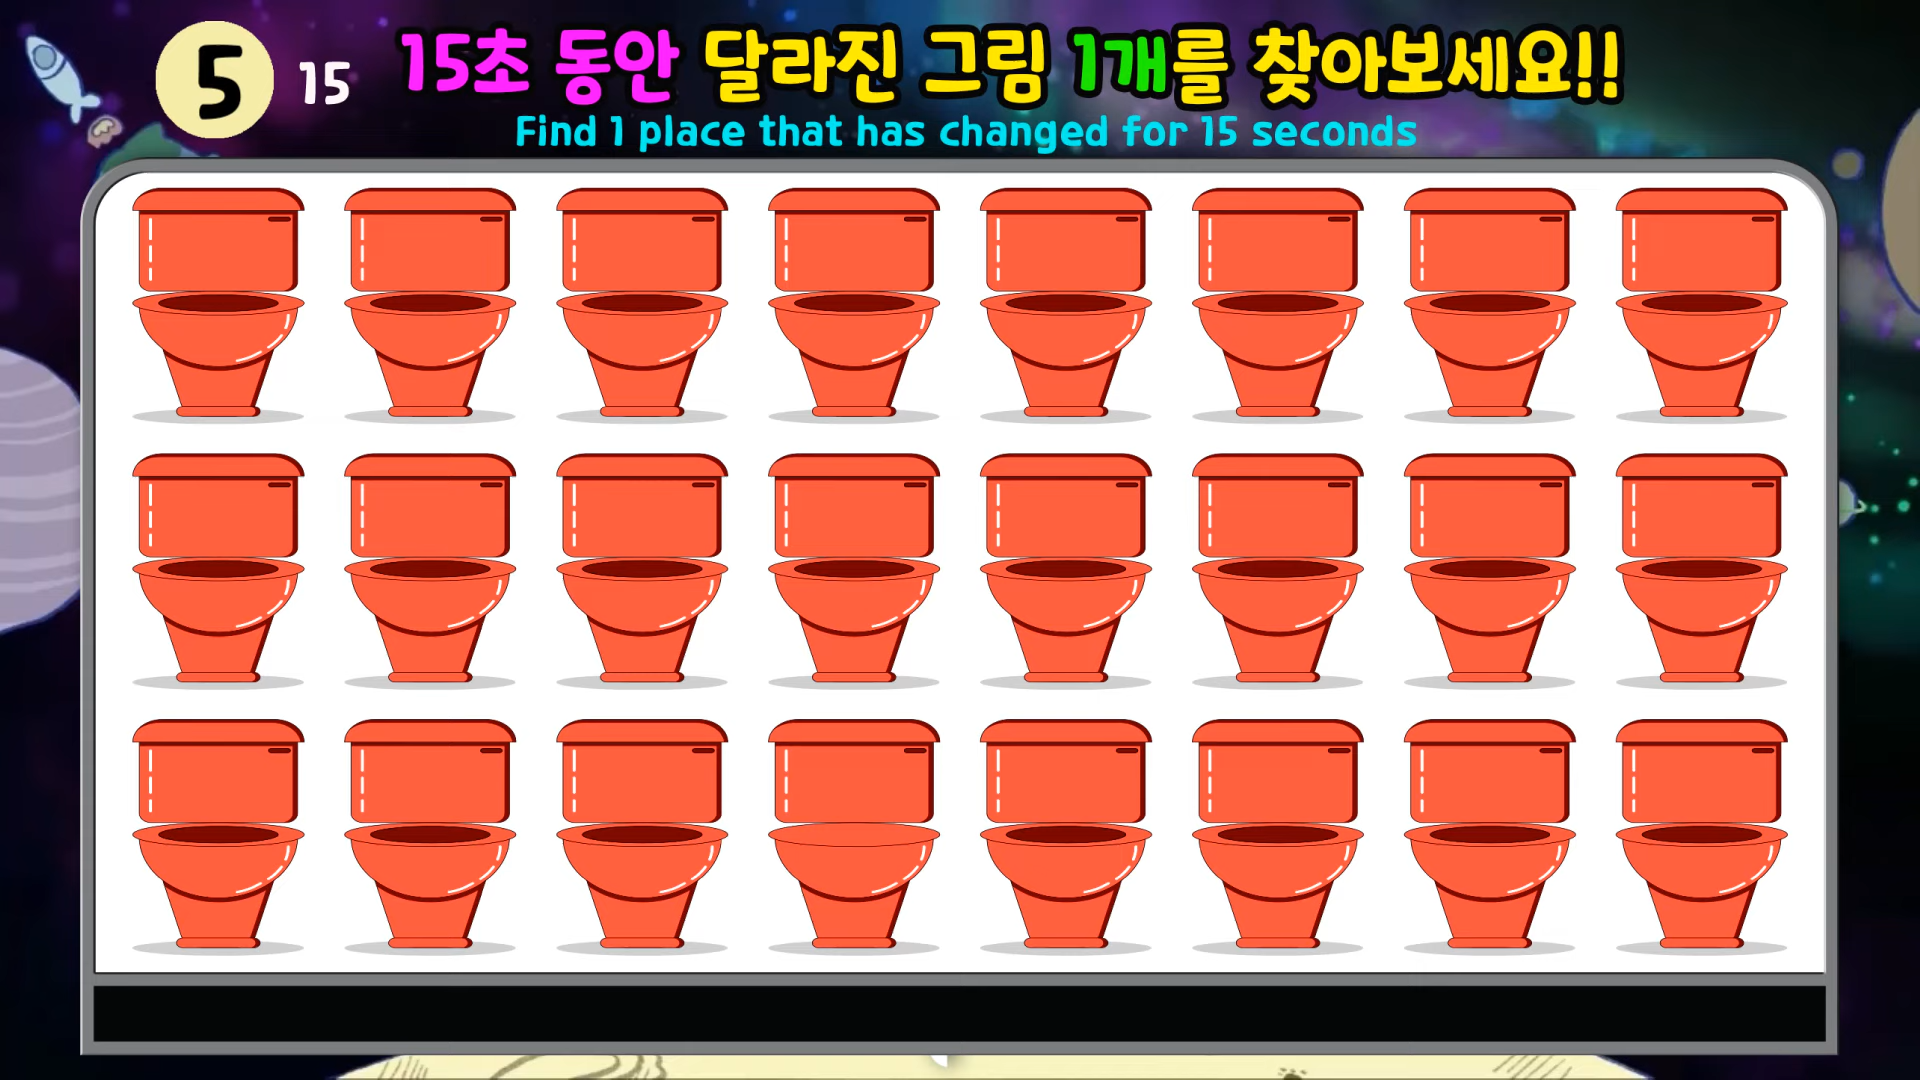 5 15 15초 동안 달라진 그림 1개를 찾아보세요!!
Find 1 place that has changed for 15 seconds